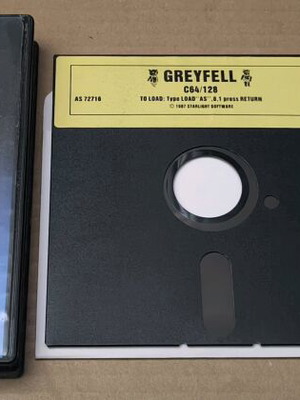 GREYFELL
C64/128
AS 72716
TO LOAD: Type LOAD"AS",8,1 press RETURN
© 1987 STARLIGHT SOFTWARE